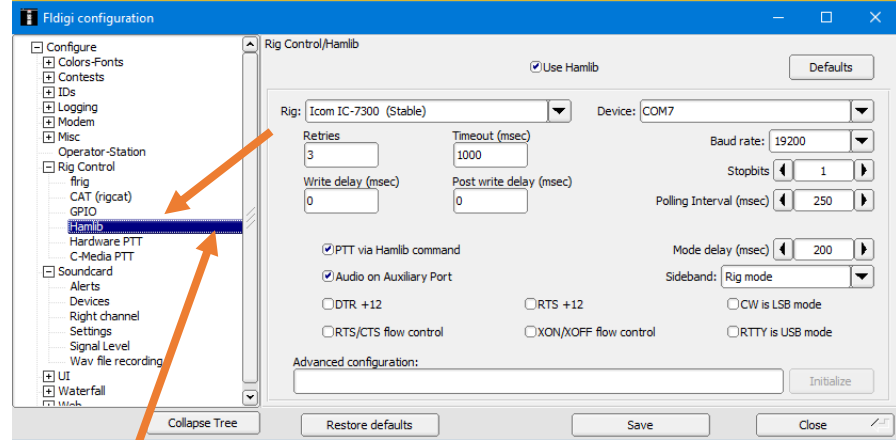 Fldigi configuration
Configure
Colors-Fonts
Contests
IDs
Logging
Modem
Misc
Operator-Station
Rig Control
flrig
CAT (rigcat)
GPIO
Hamlib
Hardware PTT
C-Media PTT
Soundcard
Alerts
Devices
Right channel
Settings
Signal Level
Wav file recording
UI
Waterfall
Web
Collapse Tree
Rig Control/Hamlib
Use Hamlib
Defaults
Rig: Icom IC-7300 (Stable)
Device: COM7
Retries
3
Timeout (msec)
1000
Baud rate: 19200
Stopbits 1
Write delay (msec)
0
Post write delay (msec)
0
Polling Interval (msec) 250
PTT via Hamlib command
Mode delay (msec) 200
Audio on Auxiliary Port
Sideband: Rig mode
DTR +12
RTS +12
CW is LSB mode
RTS/CTS flow control
XON/XOFF flow control
RTTY is USB mode
Advanced configuration:
Initialize
Restore defaults
Save
Close